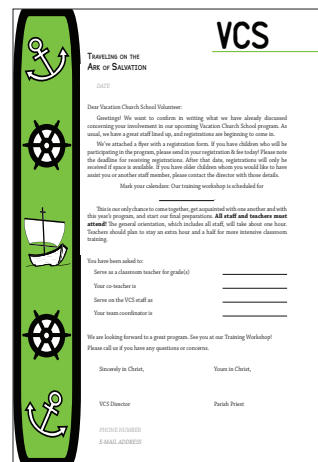 VCS
TRAVELING ON THE
ARK OF SALVATION
DATE
Dear Vacation Church School Volunteer:
Greetings! We want to confirm in writing what we have already discussed
concerning your involvement in our upcoming Vacation Church School program. As
usual, we have a great staff lined up, and registrations are beginning to come in.
We've attached a flyer with a registration form. If you have children who will be
participating in the program, please send in your registration & fee today! Please note
the deadline for receiving registrations. After that date, registrations will only be
received if space is available. If you have older children whom you would like to have
assist you or another staff member, please contact the director with those details.
Mark your calendar: Our training workshop is scheduled for
This is our only chance to come together, get acquainted with one another and with
this year's program, and start our final preparations. All staff and teachers must
attend! The general orientation, which includes all staff, will take about one hour.
Teachers should plan to stay an extra hour and a half for more intensive classroom
training.
You have been asked to:
Serve as a classroom teacher for grade(s)
Your co-teacher is
Serve on the VCS staff as
Your team coordinator is
We are looking forward to a great program. See you at our Training Workshop!
Please call us if you have any questions or concerns.
Sincerely in Christ, Yours in Christ,
VCS Director Parish Priest
PHONE NUMBER
E-MAIL ADDRESS